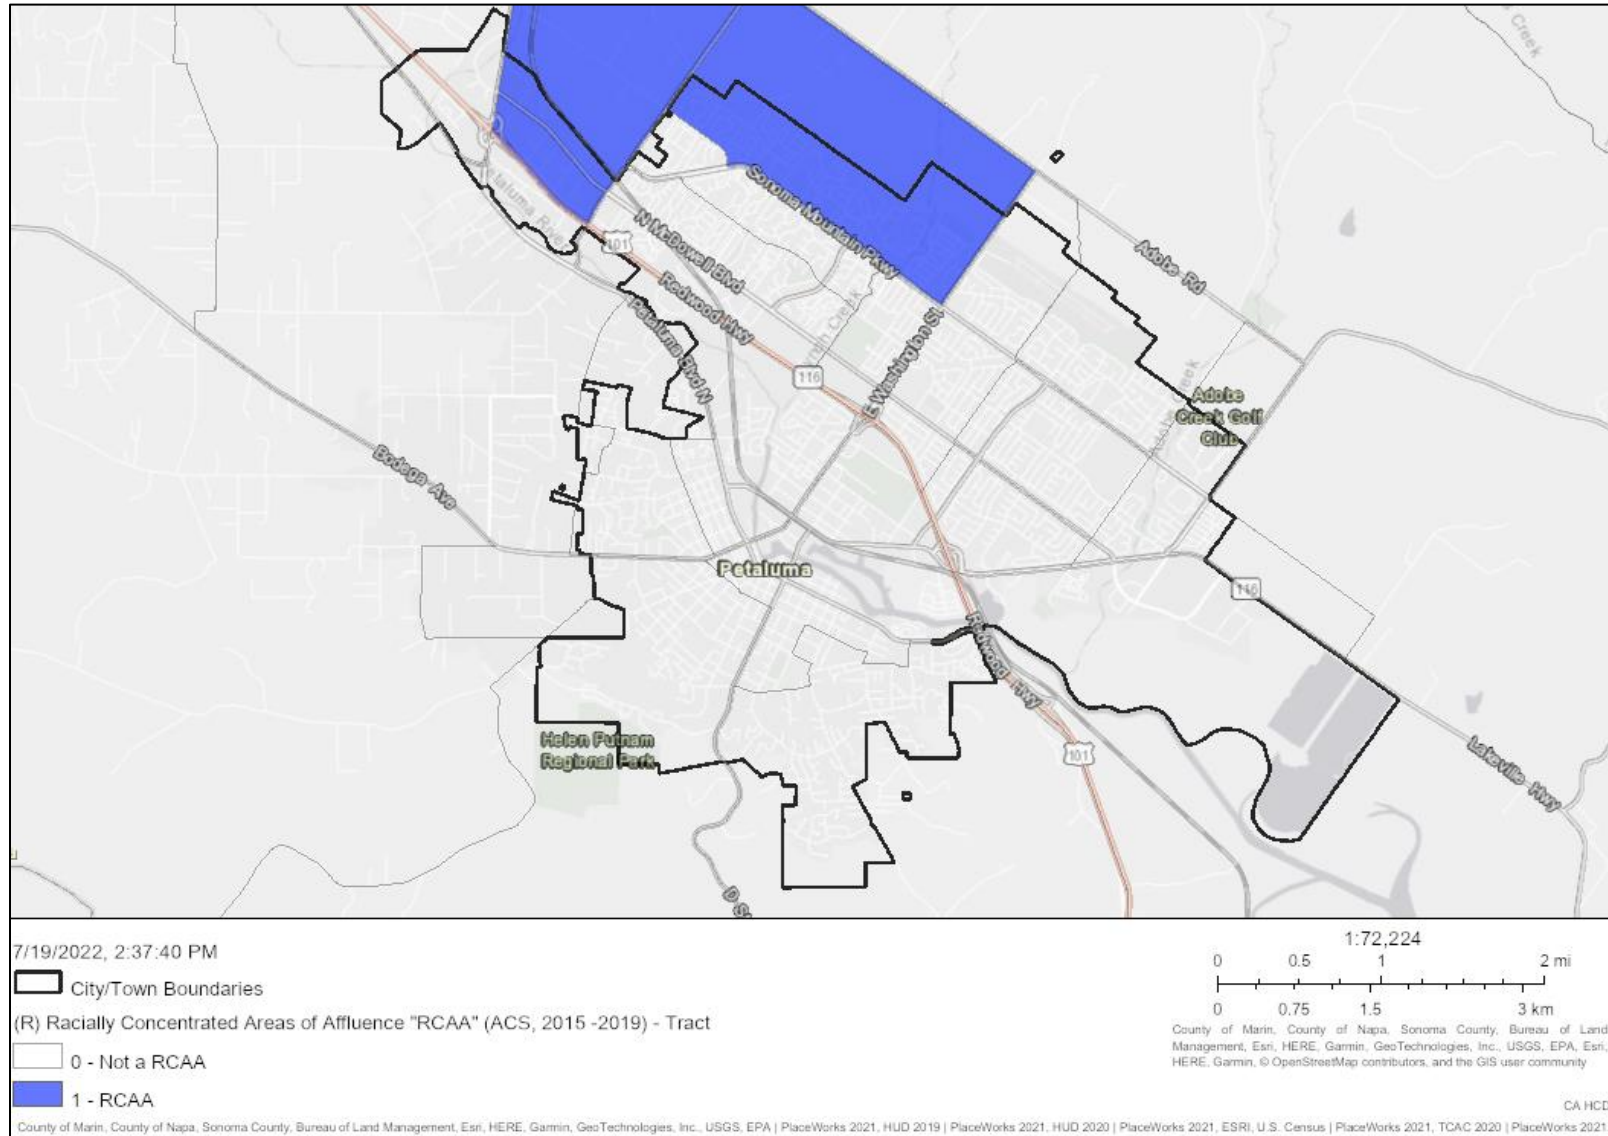 Creek
Sonoma Mountain Pkwy
101
N McDowell Blvd
Redwood Hwy
Petaluma Blvd N
Adobe Rd
116
E Washington St
Adobe
Creek Golf
Club
Bodega Ave
Petaluma
116
Redwood Hwy
Helen Putnam
Regional Park
101
Lakeville Hwy
D St
7/19/2022, 2:37:40 PM
City/Town Boundaries
(R) Racially Concentrated Areas of Affluence "RCAA" (ACS, 2015 -2019) - Tract
0 - Not a RCAA
1 - RCAA
1:72,224
0 0.5 1 2 mi
0 0.75 1.5 3 km
County of Marin, County of Napa, Sonoma County, Bureau of Land
Management, Esri, HERE, Garmin, GeoTechnologies, Inc., USGS, EPA, Esri,
HERE, Garmin, © OpenStreetMap contributors, and the GIS user community
CA HCD
County of Marin, County of Napa, Sonoma County, Bureau of Land Management, Esri, HERE, Garmin, GeoTechnologies, Inc., USGS, EPA | PlaceWorks 2021, HUD 2019 | PlaceWorks 2021, HUD 2020 | PlaceWorks 2021, ESRI, U.S. Census | PlaceWorks 2021, TCAC 2020 | PlaceWorks 2021